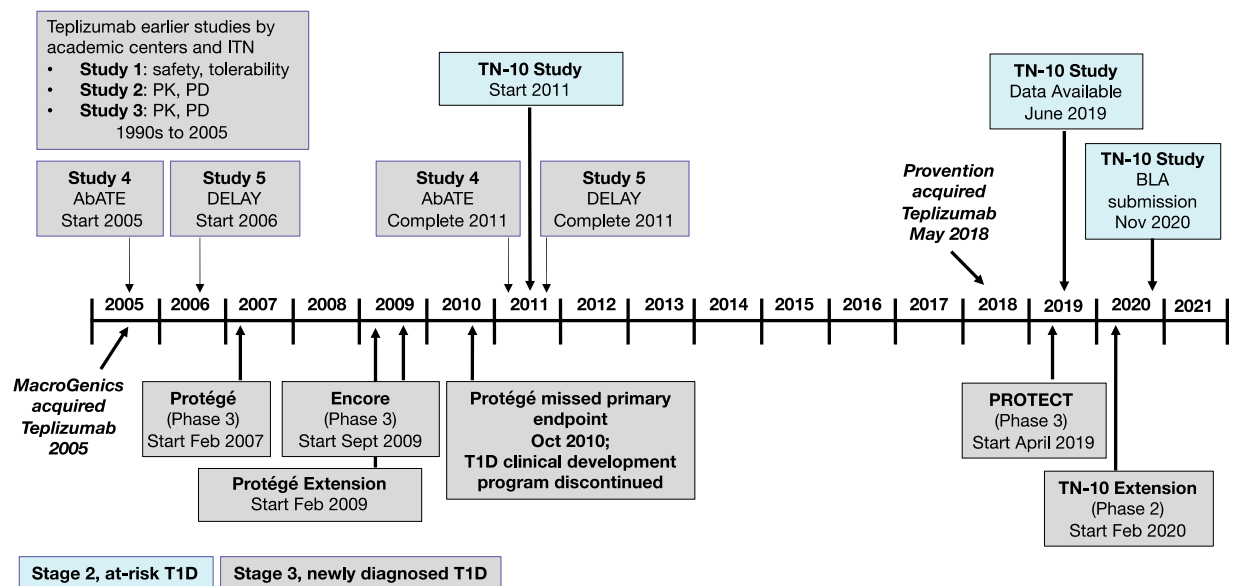 Teplizumab earlier studies by
academic centers and ITN
• Study 1: safety, tolerability
• Study 2: PK, PD
• Study 3: PK, PD
1990s to 2005
TN-10 Study
Start 2011
TN-10 Study
Data Available
June 2019
Study 4
AbATE
Start 2005
Study 5
DELAY
Start 2006
Study 4
AbATE
Complete 2011
Study 5
DELAY
Complete 2011
Provention
acquired
Teplizumab
May 2018
TN-10 Study
BLA
submission
Nov 2020
2005 2006 2007 2008 2009 2010 2011 2012 2013 2014 2015 2016 2017 2018 2019 2020 2021
MacroGenics
acquired
Teplizumab
2005
Protégé
(Phase 3)
Start Feb 2007
Encore
(Phase 3)
Start Sept 2009
Protégé Extension
Start Feb 2009
Protégé missed primary
endpoint
Oct 2010;
T1D clinical development
program discontinued
PROTECT
(Phase 3)
Start April 2019
TN-10 Extension
(Phase 2)
Start Feb 2020
Stage 2, at-risk T1D
Stage 3, newly diagnosed T1D